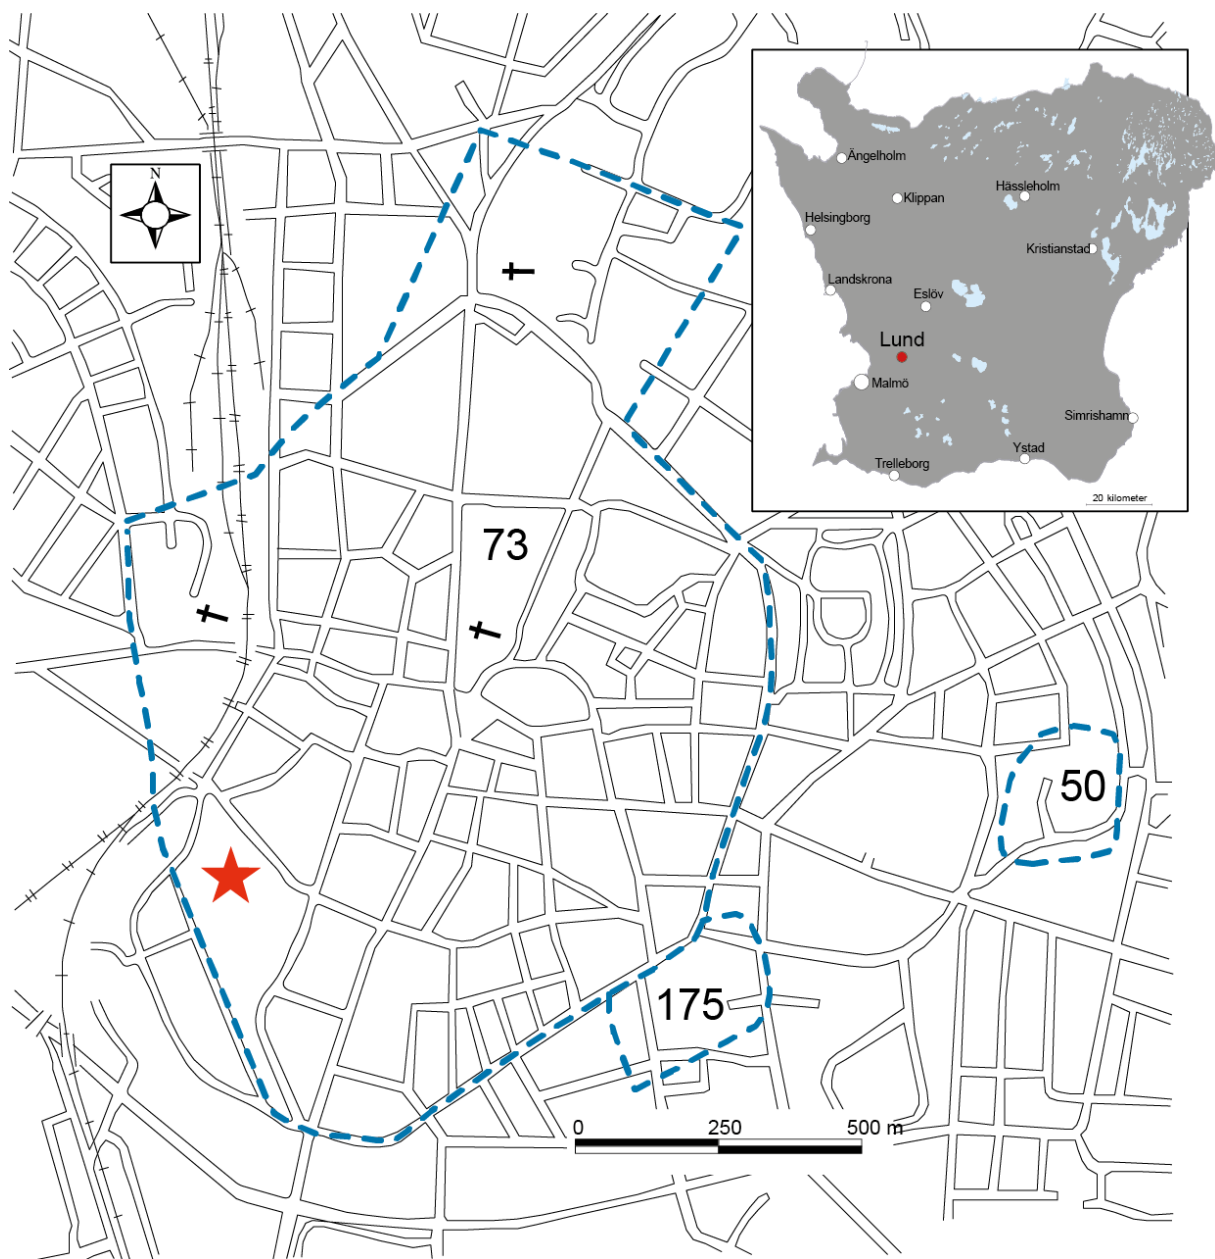 N
Ängelholm
Klippan
Hässleholm
Helsingborg
Kristianstad
Landskrona
Eslöv
Lund
Malmö
Simrishamn
Ystad
Trelleborg
20 kilometer
73
50
175
0 250 500 m